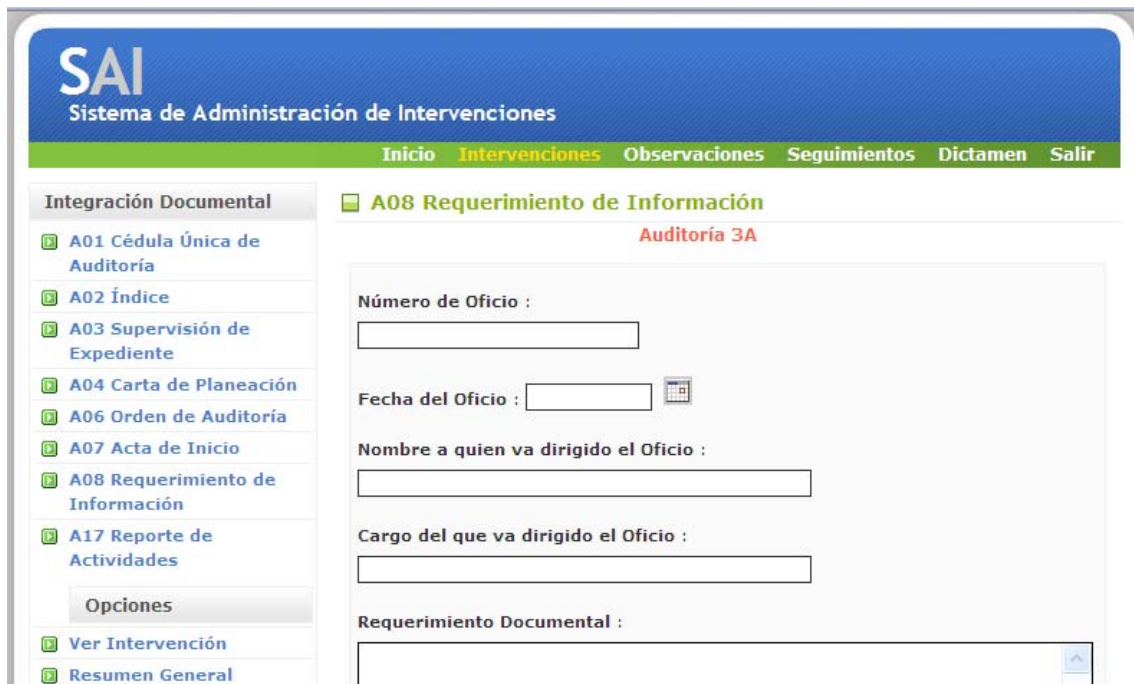 SAI
Sistema de Administración de Intervenciones
Inicio Intervenciones Observaciones Seguimientos Dictamen Salir
Integración Documental
A01 Cédula Única de
Auditoría
A02 Índice
A03 Supervisión de
Expediente
A04 Carta de Planeación
A06 Orden de Auditoría
A07 Acta de Inicio
A08 Requerimiento de
Información
A17 Reporte de
Actividades
Opciones
Ver Intervención
Resumen General
A08 Requerimiento de Información
Auditoría 3A
Número de Oficio :
Fecha del Oficio :
Nombre a quien va dirigido el Oficio :
Cargo del que va dirigido el Oficio :
Requerimiento Documental :